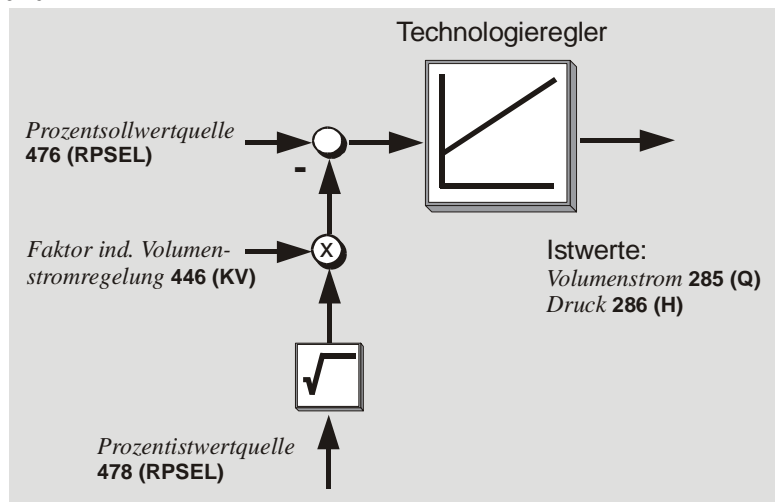 Technologieregler
Prozentsollwertquelle
476 (RPSEL)
-
Faktor ind. Volumen-
stromregelung 446 (KV)
X
Istwerte:
Volumenstrom 285 (Q)
Druck 286 (H)
√
Prozentistwertquelle
478 (RPSEL)